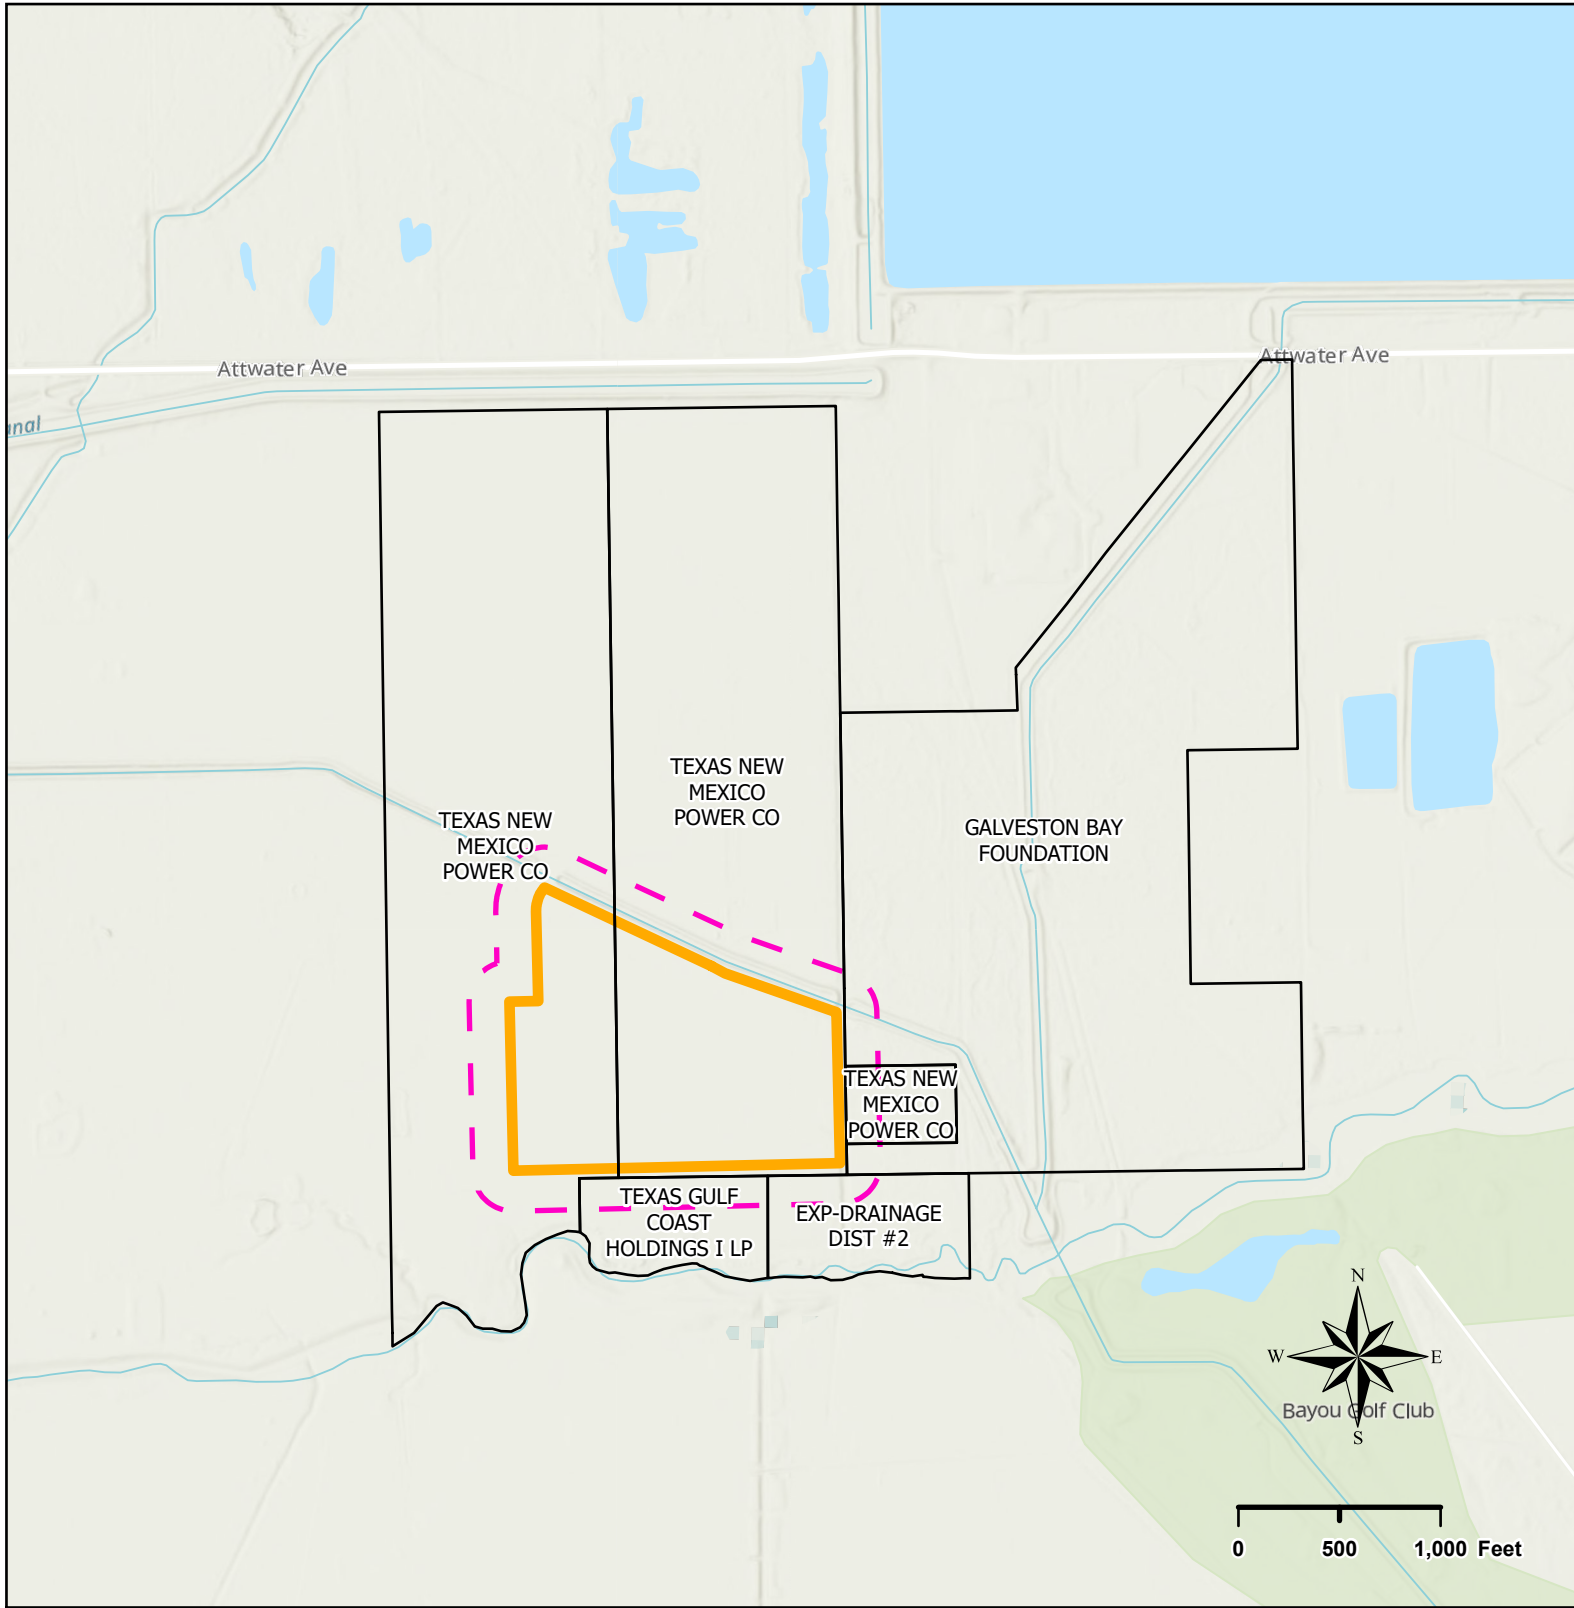 Attwater Ave
Attwater Ave
anal
TEXAS NEW
MEXICO
POWER CO
TEXAS NEW
MEXICO
POWER CO
GALVESTON BAY
FOUNDATION
TEXAS NEW
MEXICO
POWER CO
TEXAS GULF
COAST
HOLDINGS I LP
EXP-DRAINAGE
DIST #2
N
W
E
S
Bayou Golf Club
0 500 1,000 Feet